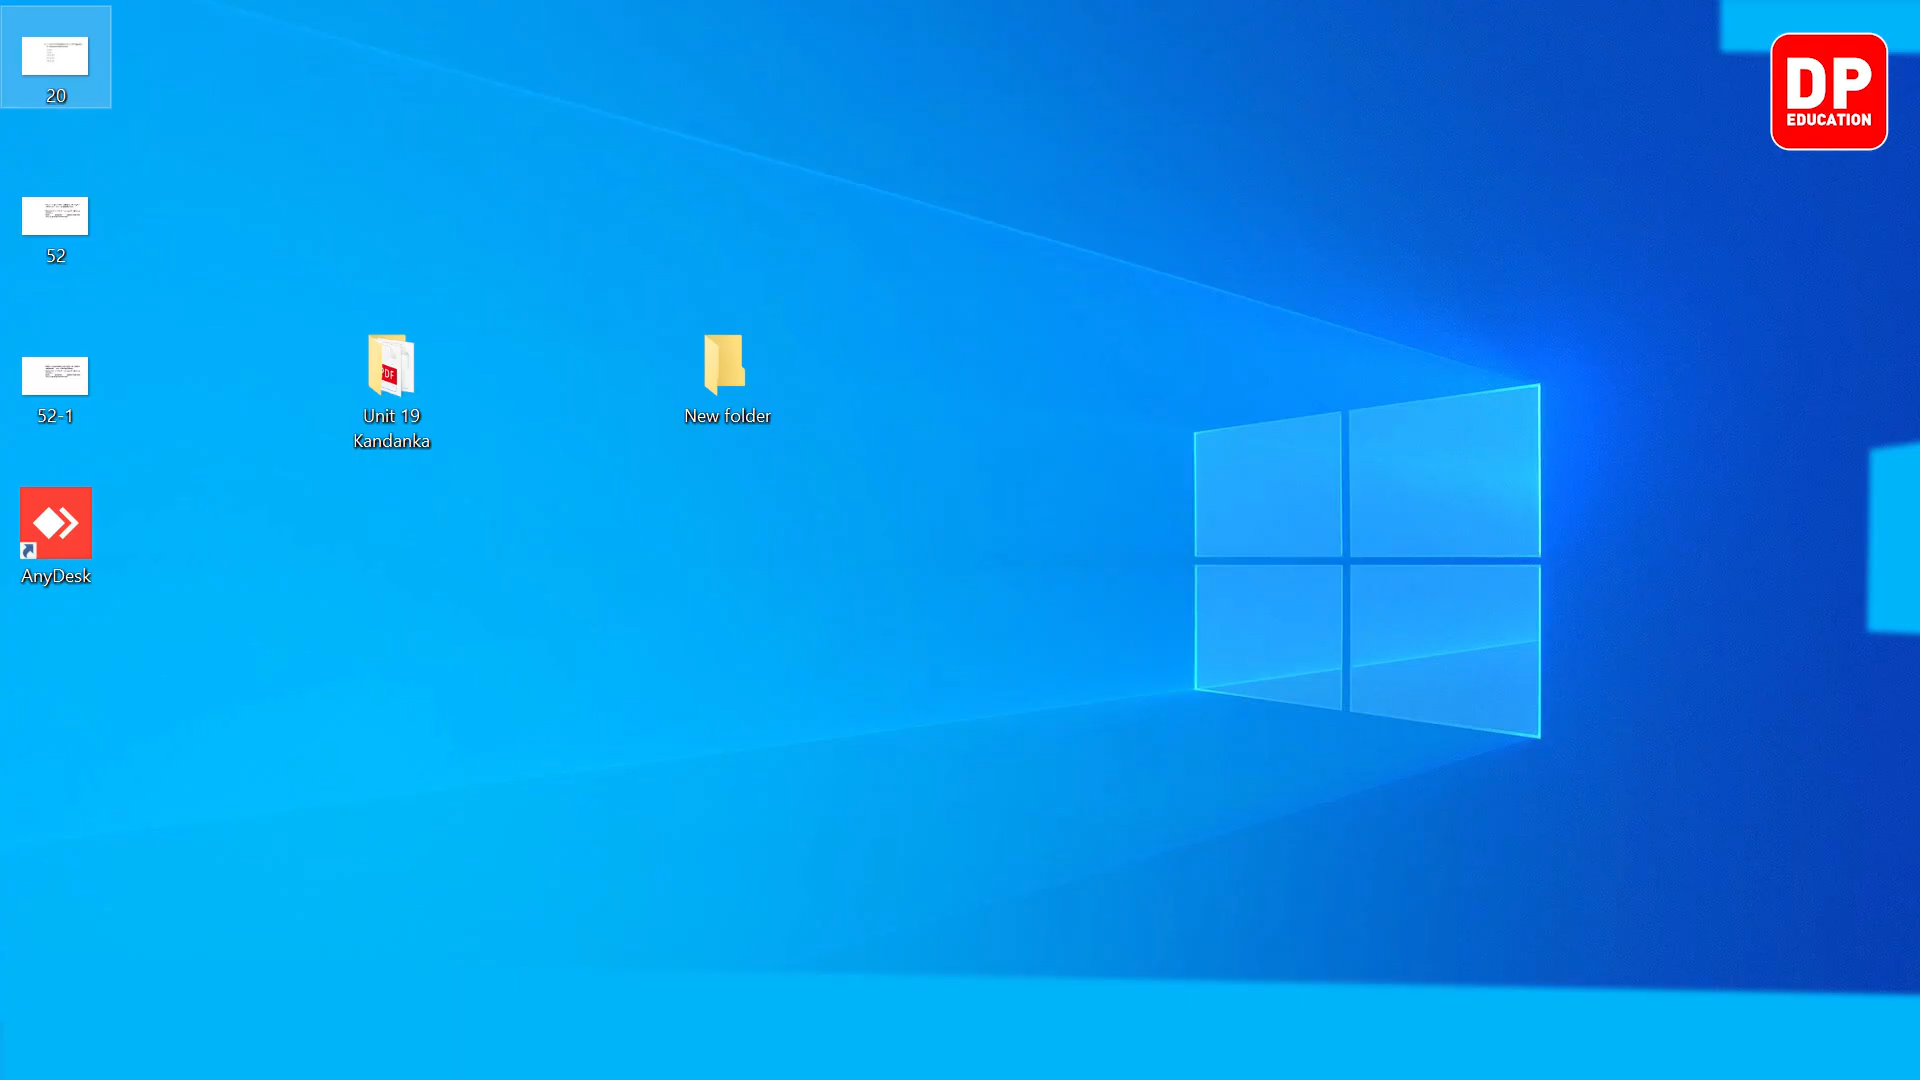 20
DP
EDUCATION
52
52-1
PDF
Unit 19
Kandanka
New folder
AnyDesk